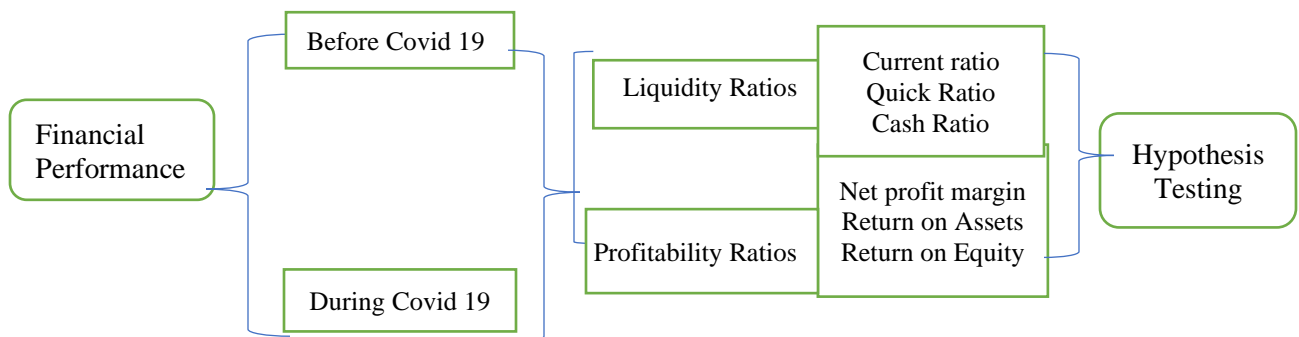 Financial
Performance
Before Covid 19
During Covid 19
Liquidity Ratios
Profitability Ratios
Current ratio
Quick Ratio
Cash Ratio
Net profit margin
Return on Assets
Return on Equity
Hypothesis
Testing